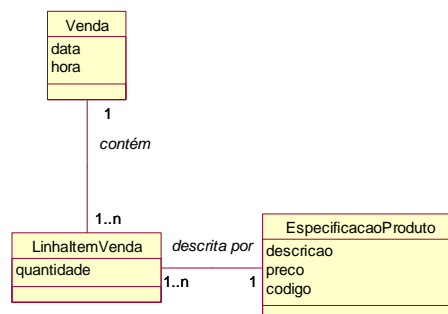 Venda
data
hora
1
contém
1..n
LinhaItemVenda
quantidade
descrita por
1..n
1
EspecificacaoProduto
descricao
preco
codigo